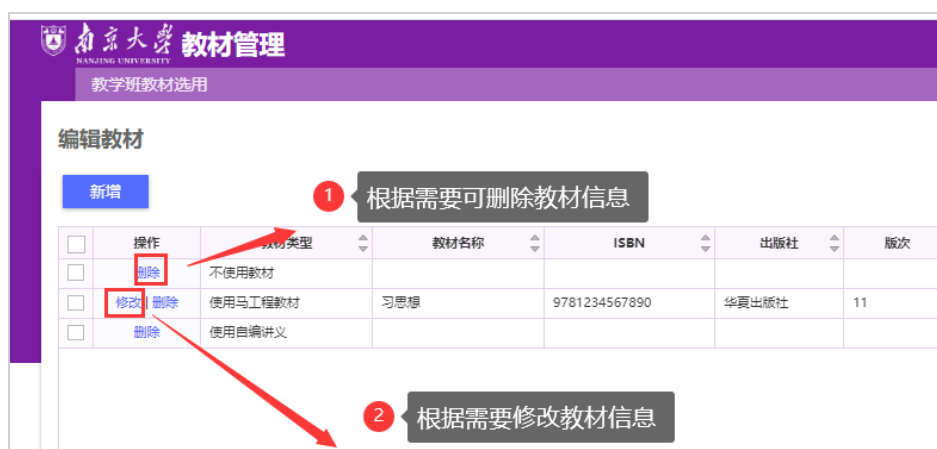 南京大学 教材管理
NANJING UNIVERSITY
教学班教材选用
编辑教材
新增
1 根据需要可删除教材信息
操作 教材类型 教材名称 ISBN 出版社 版次
删除 不使用教材
修改 | 删除 使用马工程教材 习思想 9781234567890 华夏出版社 11
删除 使用自编讲义
2 根据需要修改教材信息